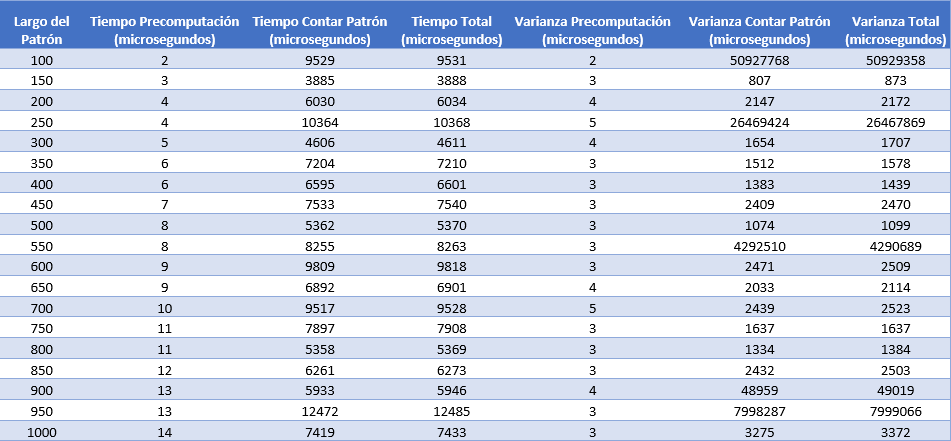 Largo del Patrón Tiempo Precomputación (microsegundos) Tiempo Contar Patrón (microsegundos) Tiempo Total (microsegundos) Varianza Precomputación (microsegundos) Varianza Contar Patrón (microsegundos) Varianza Total (microsegundos)
100 2 9529 9531 2 50927768 50929358
150 3 3885 3888 3 807 873
200 4 6030 6034 4 2147 2172
250 4 10364 10368 5 26469424 26467869
300 5 4606 4611 4 1654 1707
350 6 7204 7210 3 1512 1578
400 6 6595 6601 3 1383 1439
450 7 7533 7540 3 2409 2470
500 8 5362 5370 3 1074 1099
550 8 8255 8263 3 4292510 4290689
600 9 9809 9818 3 2471 2509
650 9 6892 6901 4 2033 2114
700 10 9517 9528 5 2439 2523
750 11 7897 7908 3 1637 1637
800 11 5358 5369 3 1334 1384
850 12 6261 6273 3 2432 2503
900 13 5933 5946 4 48959 49019
950 13 12472 12485 3 7998287 7999066
1000 14 7419 7433 3 3275 3372